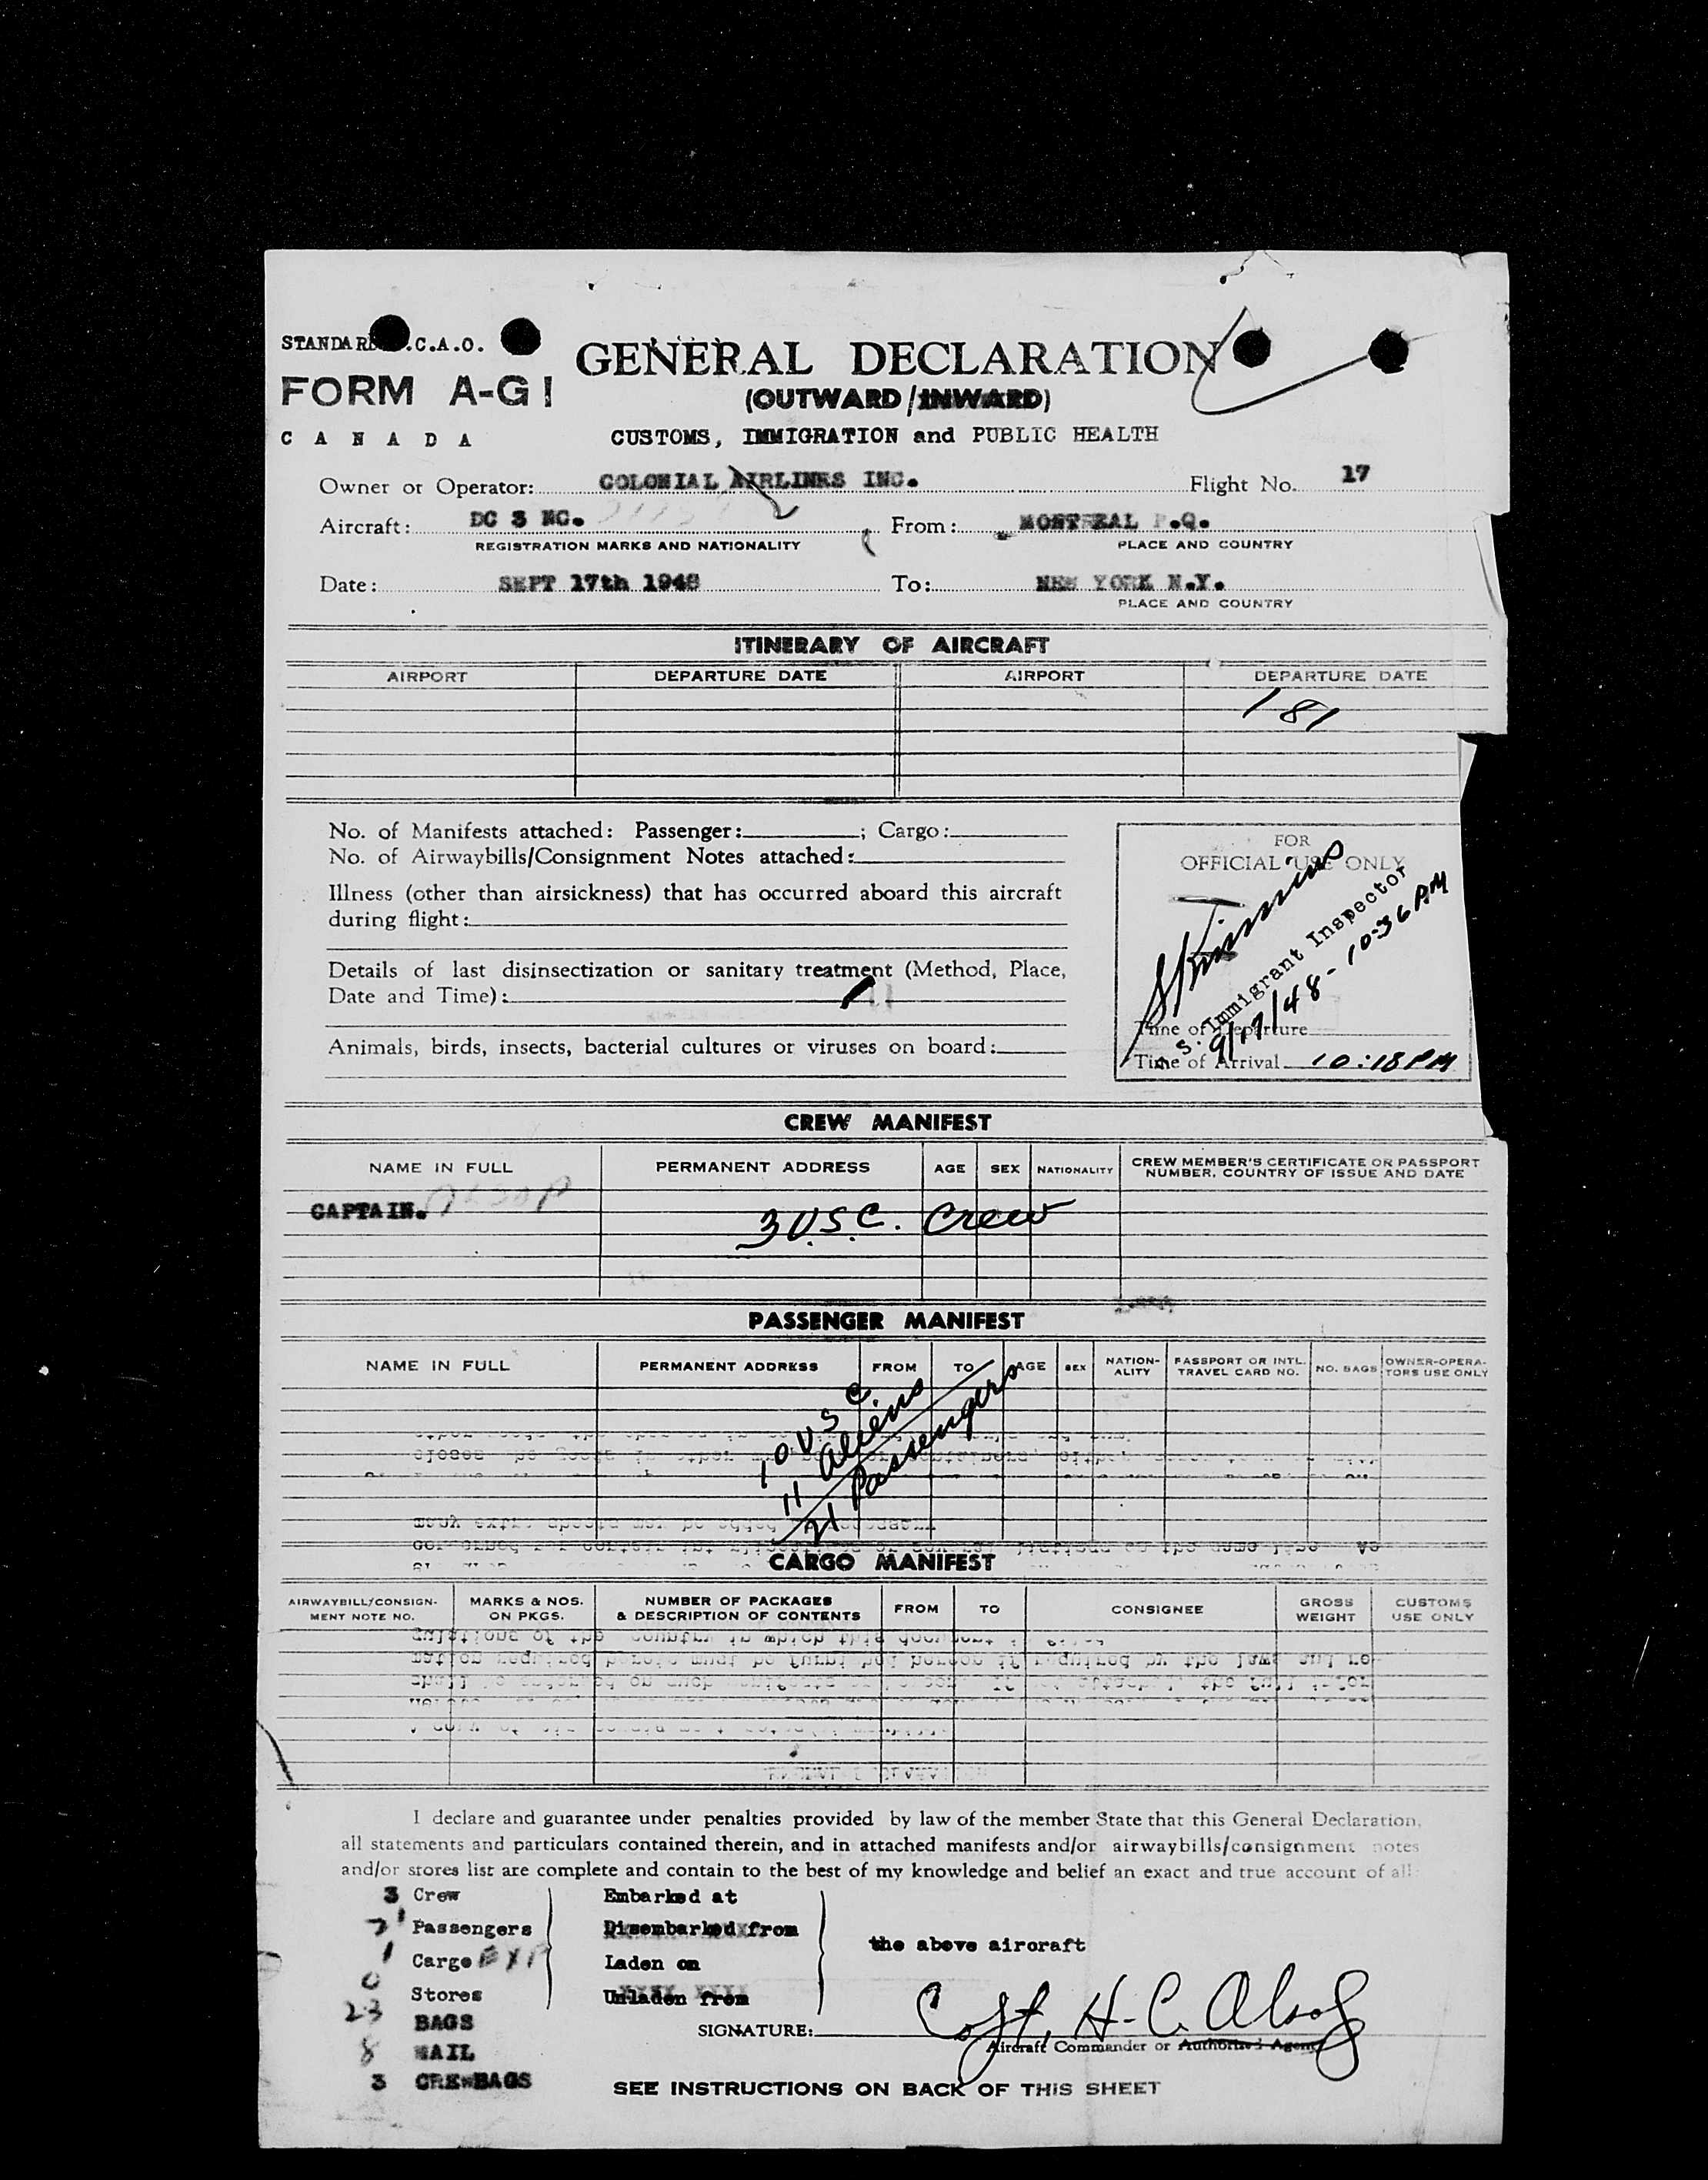 STANDARD .C.A.O.
FORM A-G1
CANADA
GENERAL DECLARATION
(OUTWARD/INWARD)
CUSTOMS, IMMIGRATION and PUBLIC HEALTH
Owner or Operator: COLONIAL AIRLINES INC. Flight No. 17
Aircraft: DC 3 NC. From: MONTREAL P.Q.
REGISTRATION MARKS AND NATIONALITY PLACE AND COUNTRY
Date: SEPT 17th 1948 To: NEW YORK N.Y.
PLACE AND COUNTRY
ITINERARY OF AIRCRAFT
AIRPORT DEPARTURE DATE AIRPORT DEPARTURE DATE
181
No. of Manifests attached: Passenger: ; Cargo:
No. of Airwaybills/Consignment Notes attached:
Illness (other than airsickness) that has occurred aboard this aircraft
during flight:
Details of last disinsectization or sanitary treatment (Method, Place,
Date and Time):
Animals, birds, insects, bacterial cultures or viruses on board:
FOR
OFFICIAL USE ONLY
S. Immigrant Inspector
9/17/48 - 10:36 PM
Time of Departure
Time of Arrival 10:18 PM
CREW MANIFEST
NAME IN FULL PERMANENT ADDRESS AGE SEX NATIONALITY CREW MEMBER'S CERTIFICATE OR PASSPORT
NUMBER, COUNTRY OF ISSUE AND DATE
CAPTAIN. ALSOP
3 U.S.C. Crew
PASSENGER MANIFEST
NAME IN FULL PERMANENT ADDRESS FROM TO AGE SEX NATION-
ALITY PASSPORT OR INTL.
TRAVEL CARD NO. NO. BAGS OWNER-OPERA-
TORS USE ONLY
10 U S C
11 Aliens
21 Passengers
CARGO MANIFEST
AIRWAYBILL/CONSIGN-
MENT NOTE NO. MARKS & NOS.
ON PKGS. NUMBER OF PACKAGES
& DESCRIPTION OF CONTENTS FROM TO CONSIGNEE GROSS
WEIGHT CUSTOMS
USE ONLY
I declare and guarantee under penalties provided by law of the member State that this General Declaration,
all statements and particulars contained therein, and in attached manifests and/or airwaybills/consignment notes
and/or stores list are complete and contain to the best of my knowledge and belief an exact and true account of all:
3 Crew Embarked at
21 Passengers Disembarked from
the above aircraft
1 Cargo EXP Laden on
0 Stores Unladen from
23 BAGS
SIGNATURE: Capt, H-C. Alsop
Aircraft Commander or Authorized Agent
8 MAIL
3 CREWBAGS
SEE INSTRUCTIONS ON BACK OF THIS SHEET